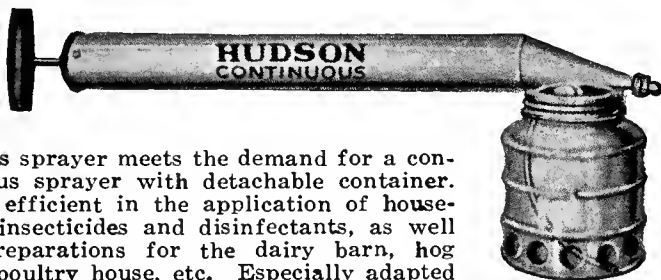 HUDSON
CONTINUOUS
s sprayer meets the demand for a con-
us sprayer with detachable container.
efficient in the application of house-
insecticides and disinfectants, as well
reparations for the dairy barn, hog
poultry house, etc. Especially adapted